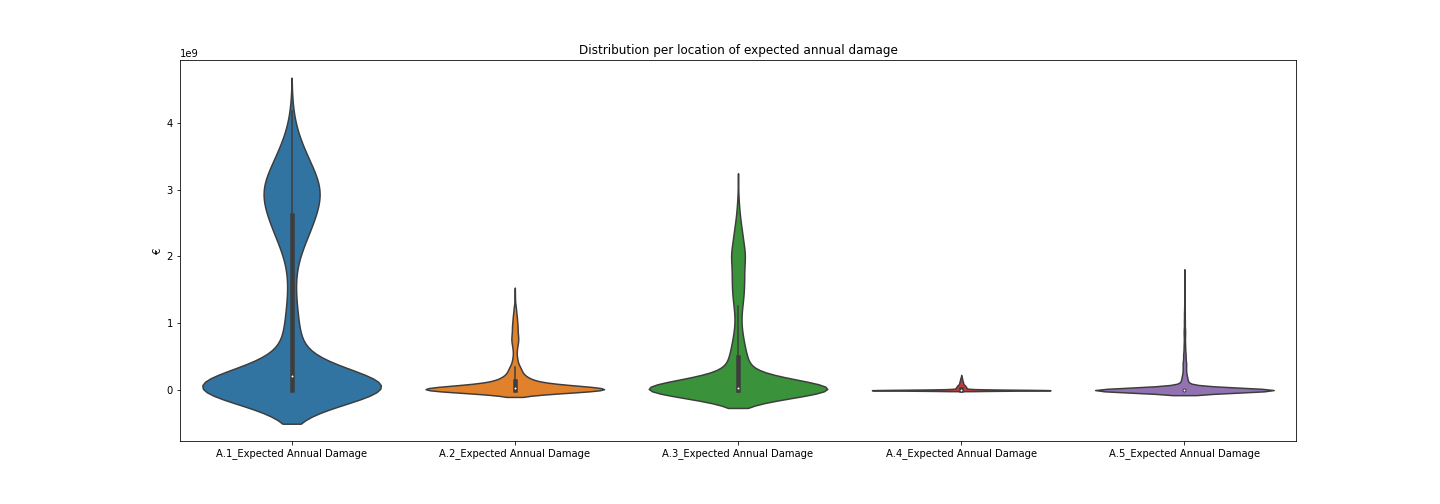 Distribution per location of expected annual damage
1e9
4
3
2
1
0
€
A.1_Expected Annual Damage
A.2_Expected Annual Damage
A.3_Expected Annual Damage
A.4_Expected Annual Damage
A.5_Expected Annual Damage